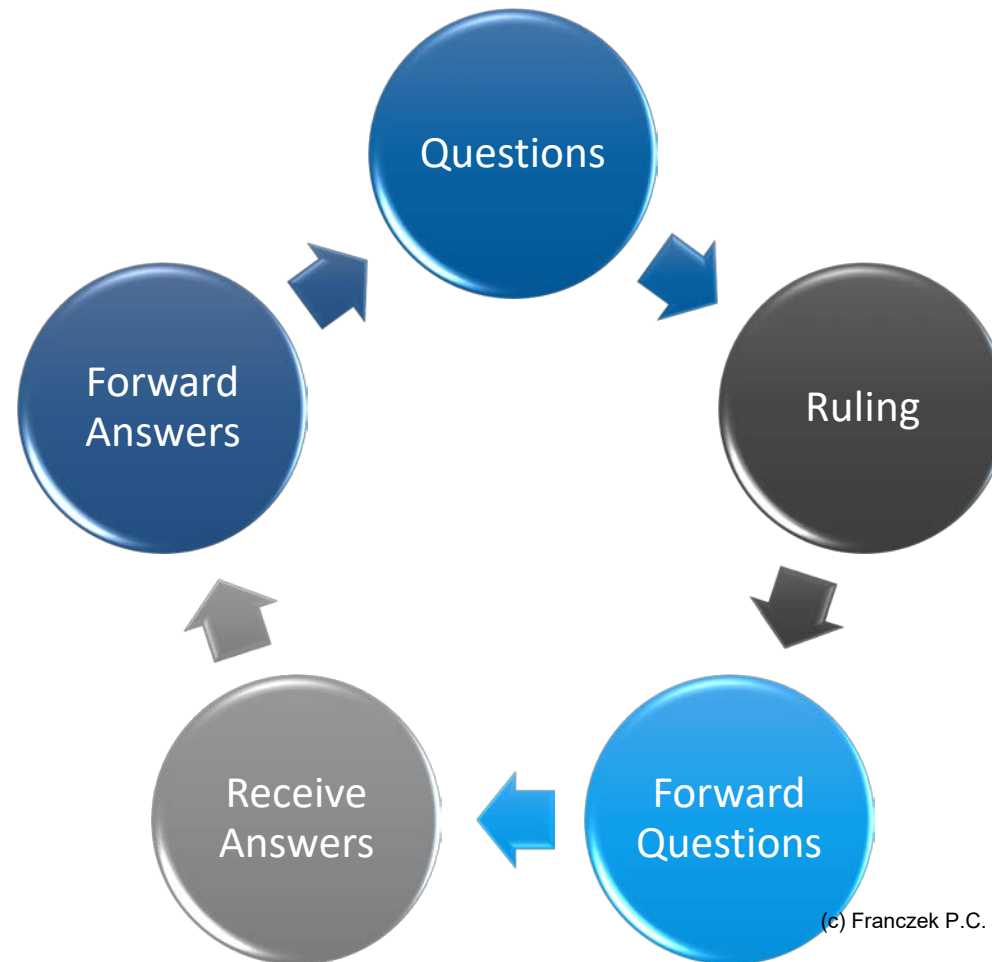 Questions
Ruling
Forward
Questions
Receive
Answers
Forward
Answers
(c) Franczek P.C.